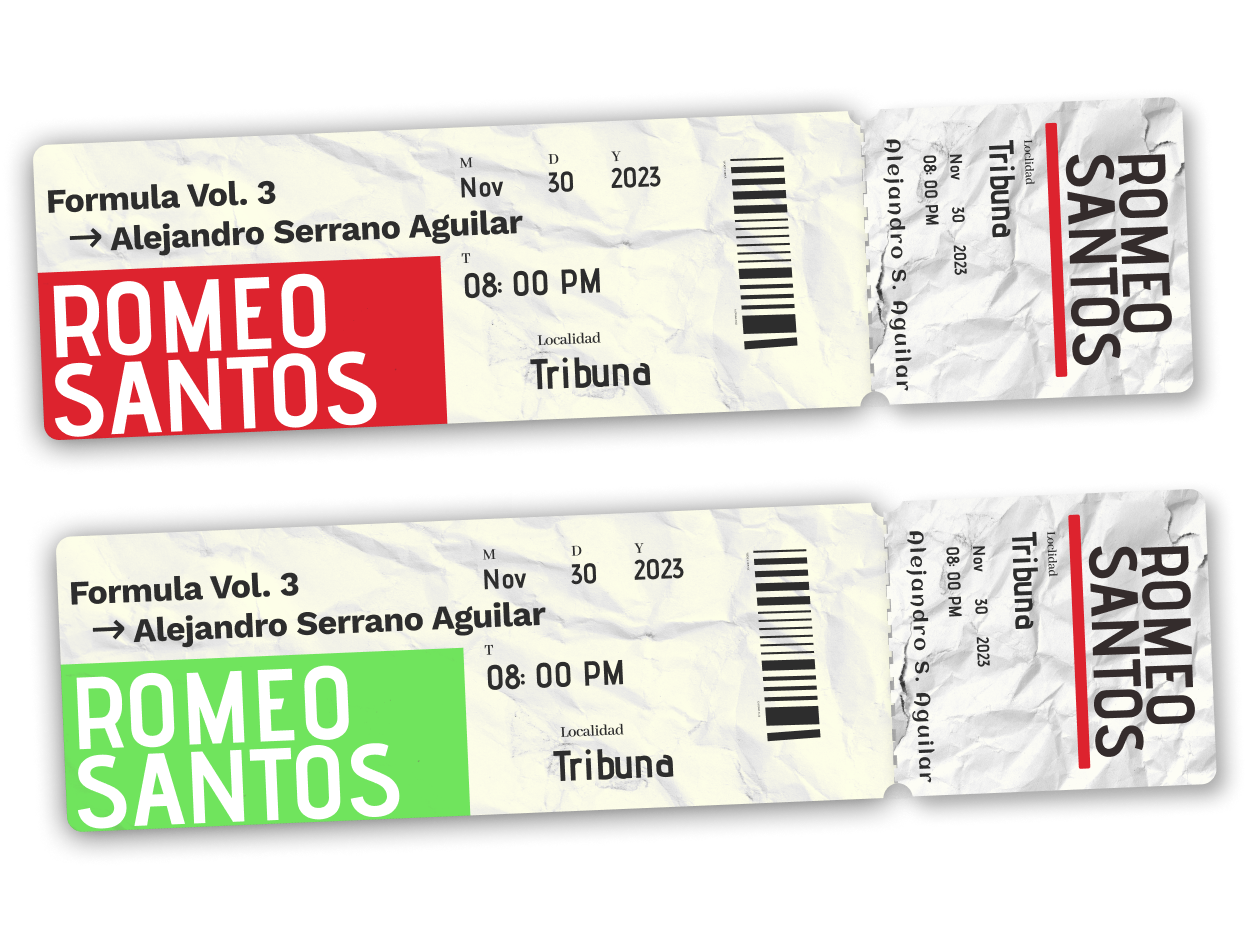 Formula Vol. 3
→ Alejandro Serrano Aguilar
ROMEO
SANTOS
M D Y
Nov 30 2023
T
08: 00 PM
Localidad
Tribuna
ROMEO
SANTOS
Loclidad
Tribuna
Nov 30 2023
08: 00 PM
Alejandro S. Aguilar
Formula Vol. 3
→ Alejandro Serrano Aguilar
ROMEO
SANTOS
M D Y
Nov 30 2023
T
08: 00 PM
Localidad
Tribuna
ROMEO
SANTOS
Loclidad
Tribuna
Nov 30 2023
08: 00 PM
Alejandro S. Aguilar